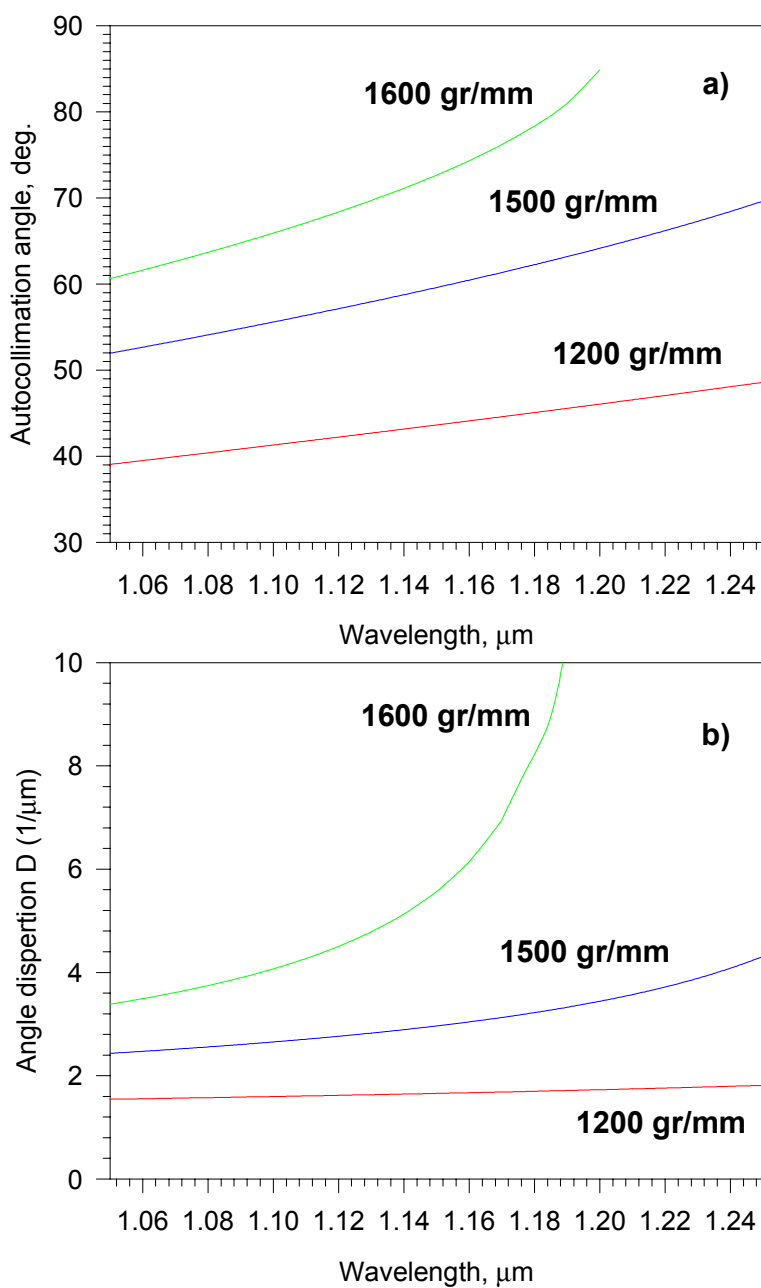 90
80
70
60
50
40
30
Autocollimation angle, deg.
1600 gr/mm
a)
1500 gr/mm
1200 gr/mm
1.06 1.08 1.10 1.12 1.14 1.16 1.18 1.20 1.22 1.24
Wavelength, μm
10
8
6
4
2
0
Angle dispertion D (1/μm)
1600 gr/mm
b)
1500 gr/mm
1200 gr/mm
1.06 1.08 1.10 1.12 1.14 1.16 1.18 1.20 1.22 1.24
Wavelength, μm